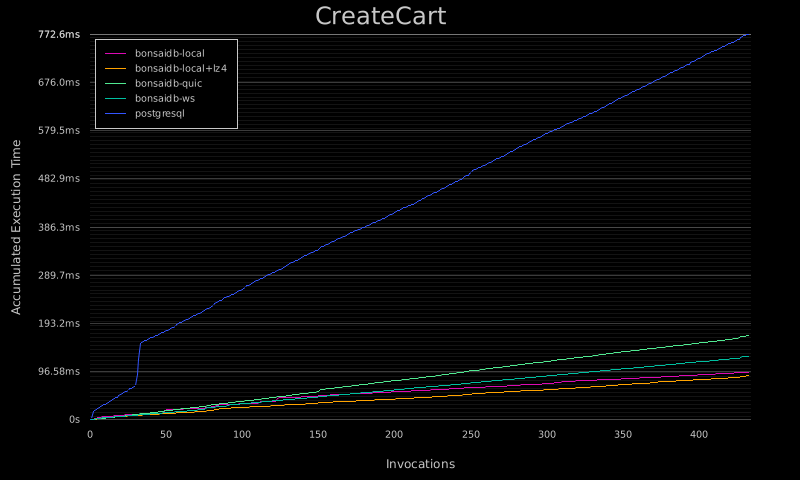 CreateCart
772.6ms
676.0ms
579.5ms
482.9ms
386.3ms
289.7ms
193.2ms
96.58ms
0s
Accumulated Execution Time
bonsaidb-local
bonsaidb-local+lz4
bonsaidb-quic
bonsaidb-ws
postgresql
0 50 100 150 200 250 300 350 400
Invocations